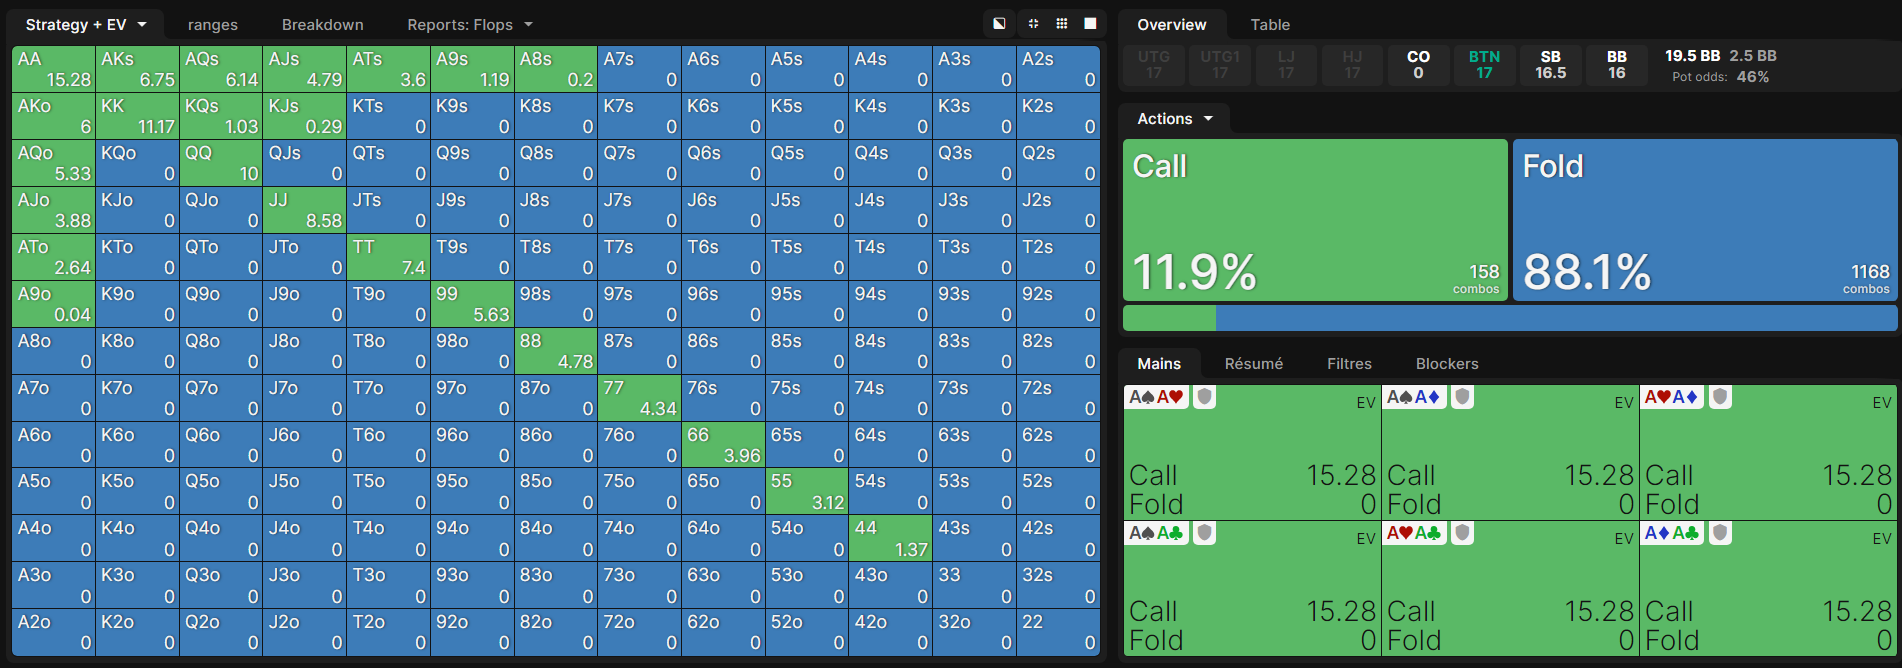 Strategy + EV ranges Breakdown Reports: Flops
AA AKs AQs AJs ATs A9s A8s A7s A6s A5s A4s A3s A2s
15.28 6.75 6.14 4.79 3.6 1.19 0.2 0 0 0 0 0 0
AKo KK KQs KJs KTs K9s K8s K7s K6s K5s K4s K3s K2s
6 11.17 1.03 0.29 0 0 0 0 0 0 0 0 0
AQo KQo QQ QJs QTs Q9s Q8s Q7s Q6s Q5s Q4s Q3s Q2s
5.33 0 10 0 0 0 0 0 0 0 0 0 0
AJo KJo QJo JJ JTs J9s J8s J7s J6s J5s J4s J3s J2s
3.88 0 0 8.58 0 0 0 0 0 0 0 0 0
ATo KTo QTo JTo TT T9s T8s T7s T6s T5s T4s T3s T2s
2.64 0 0 0 7.4 0 0 0 0 0 0 0 0
A9o K9o Q9o J9o T9o 99 98s 97s 96s 95s 94s 93s 92s
0.04 0 0 0 0 5.63 0 0 0 0 0 0 0
A8o K8o Q8o J8o T8o 98o 88 87s 86s 85s 84s 83s 82s
0 0 0 0 0 0 4.78 0 0 0 0 0 0
A7o K7o Q7o J7o T7o 97o 87o 77 76s 75s 74s 73s 72s
0 0 0 0 0 0 0 4.34 0 0 0 0 0
A6o K6o Q6o J6o T6o 96o 86o 76o 66 65s 64s 63s 62s
0 0 0 0 0 0 0 0 3.96 0 0 0 0
A5o K5o Q5o J5o T5o 95o 85o 75o 65o 55 54s 53s 52s
0 0 0 0 0 0 0 0 0 3.12 0 0 0
A4o K4o Q4o J4o T4o 94o 84o 74o 64o 54o 44 43s 42s
0 0 0 0 0 0 0 0 0 0 1.37 0 0
A3o K3o Q3o J3o T3o 93o 83o 73o 63o 53o 43o 33 32s
0 0 0 0 0 0 0 0 0 0 0 0 0
A2o K2o Q2o J2o T2o 92o 82o 72o 62o 52o 42o 32o 22
0 0 0 0 0 0 0 0 0 0 0 0 0
Overview Table
UTG UTG1 LJ HJ CO BTN SB BB 19.5 BB 2.5 BB
17 17 17 17 0 17 16.5 16 Pot odds: 46%
Actions
Call Fold
11.9% 158 combos 88.1% 1168 combos
Mains Résumé Filtres Blockers
A♠A♥ EV A♠A♦ EV A♥A♦ EV
Call 15.28 Call 15.28 Call 15.28
Fold 0 Fold 0 Fold 0
A♠A♣ EV A♥A♣ EV A♦A♣ EV
Call 15.28 Call 15.28 Call 15.28
Fold 0 Fold 0 Fold 0